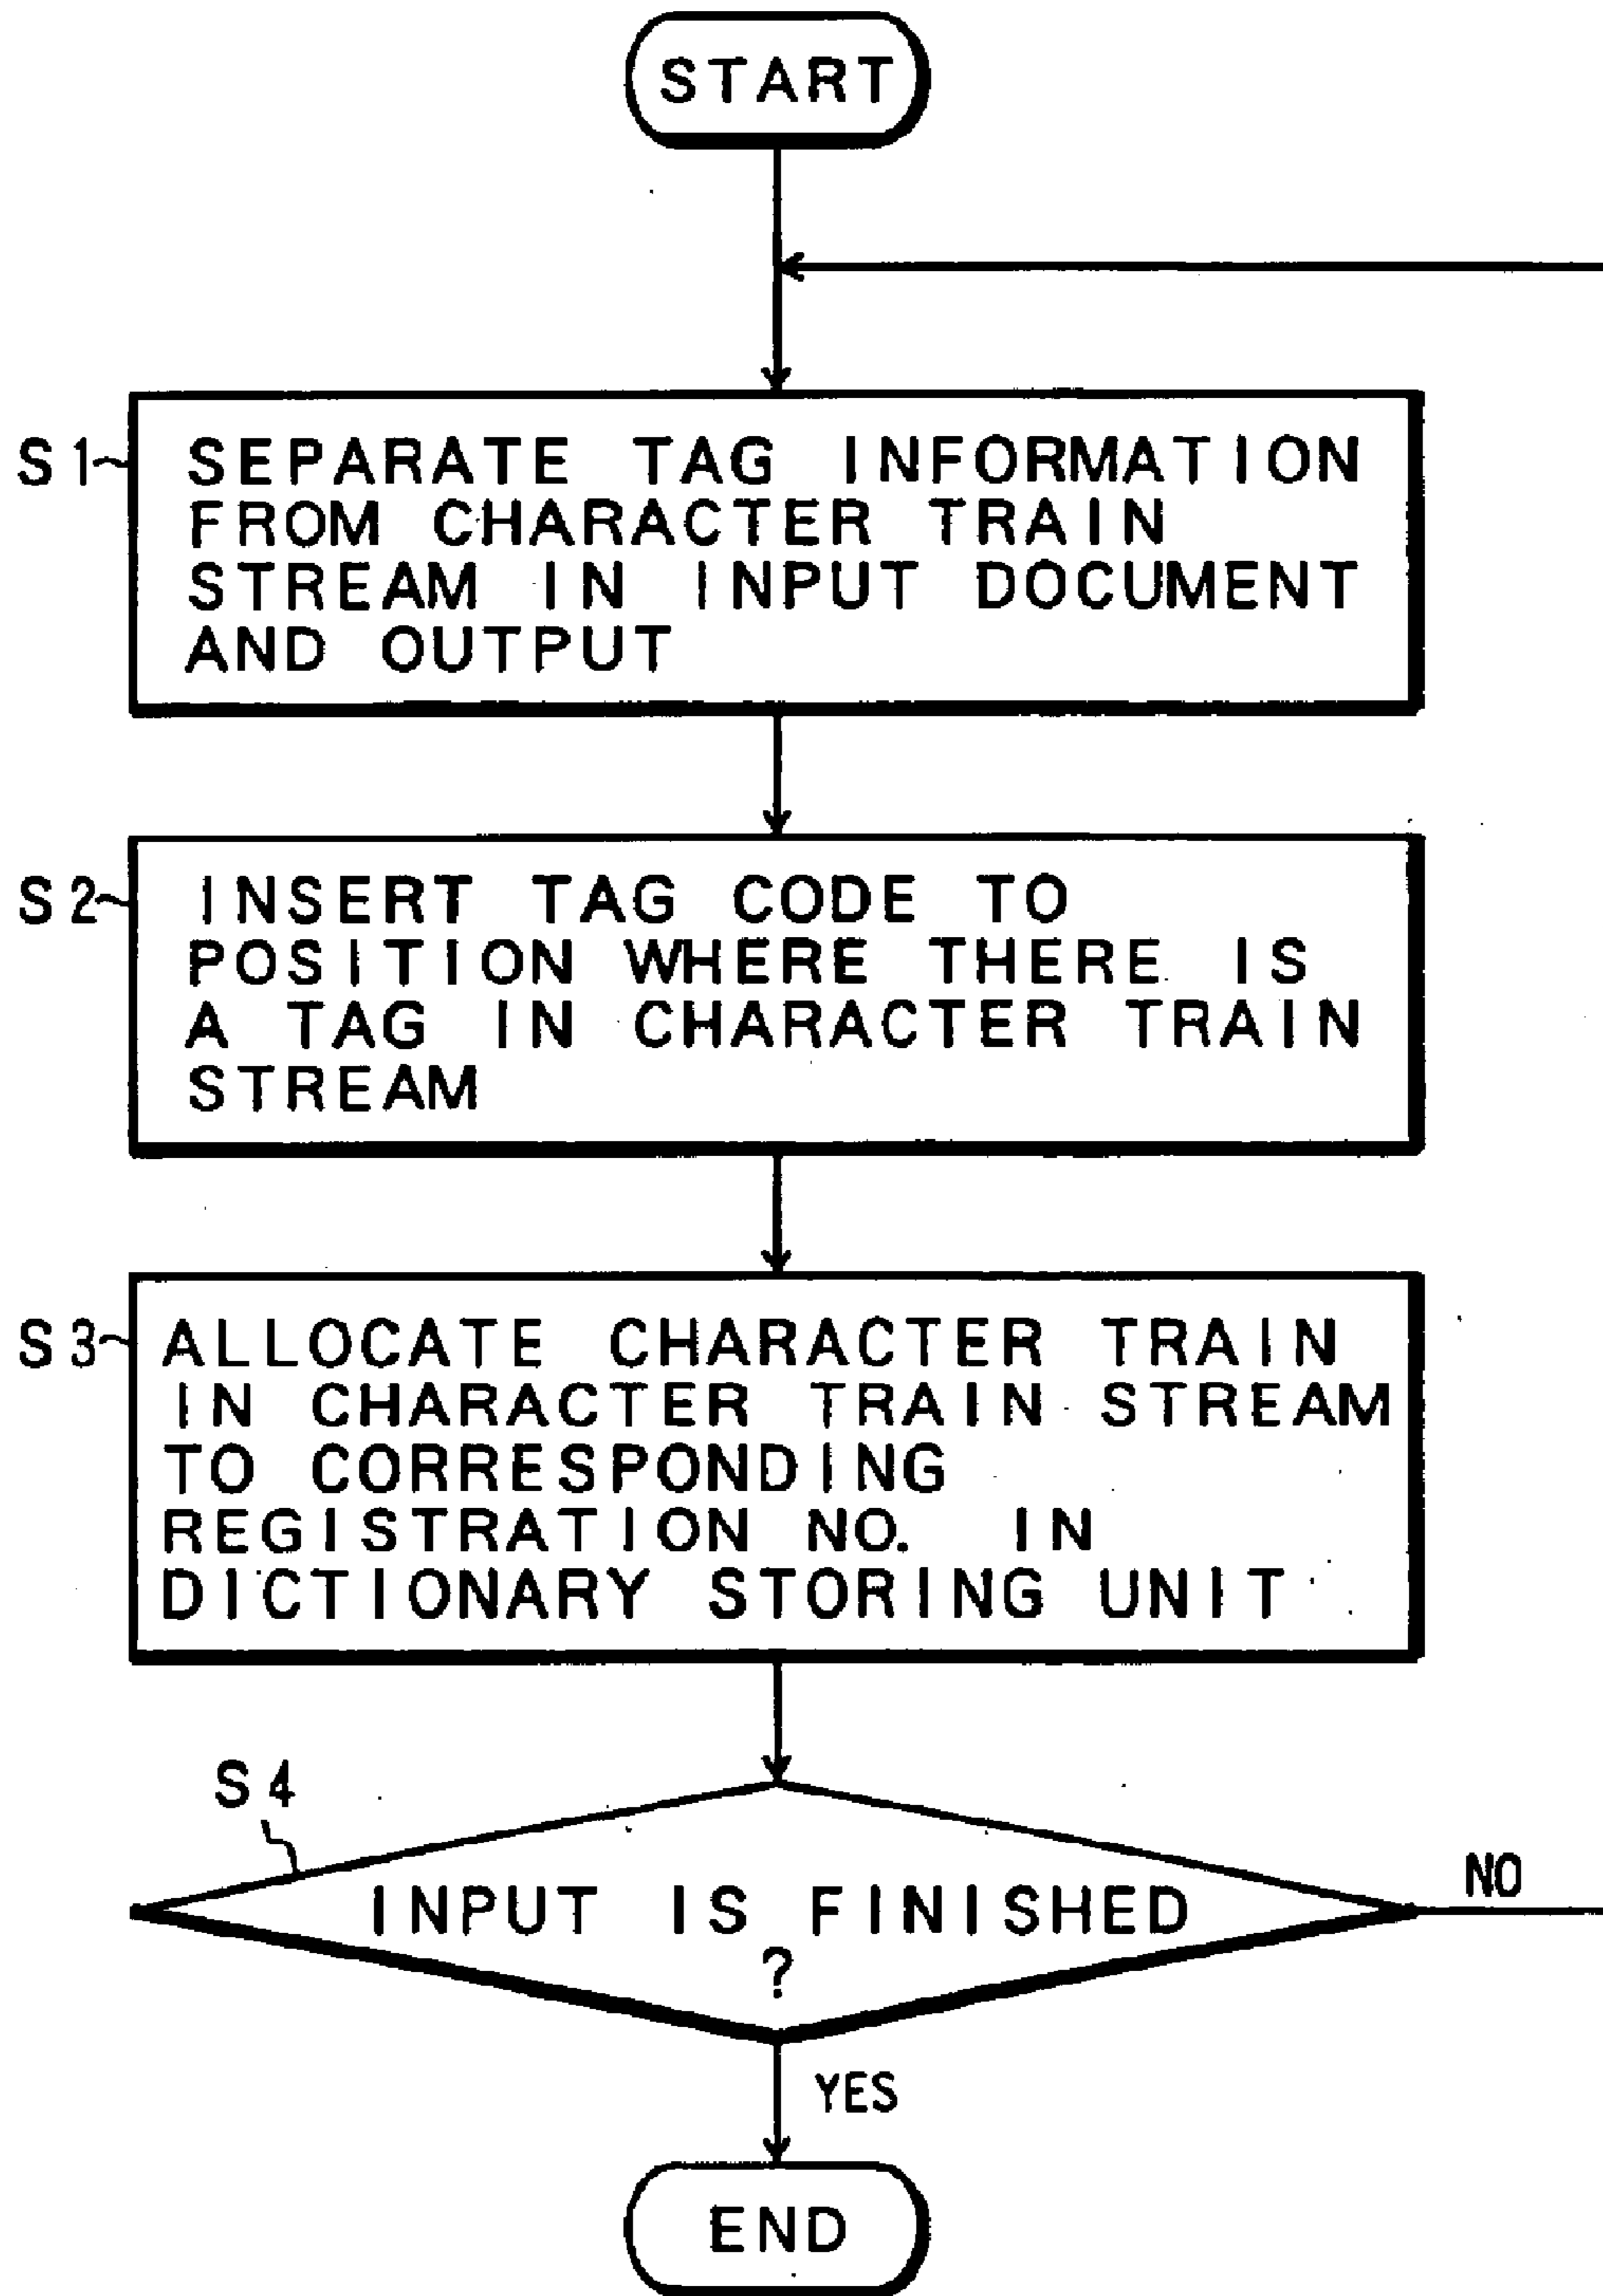 START
S1
SEPARATE TAG INFORMATION
FROM CHARACTER TRAIN
STREAM IN INPUT DOCUMENT
AND OUTPUT
S2
INSERT TAG CODE TO
POSITION WHERE THERE IS
A TAG IN CHARACTER TRAIN
STREAM
S3
ALLOCATE CHARACTER TRAIN
IN CHARACTER TRAIN STREAM
TO CORRESPONDING
REGISTRATION NO. IN
DICTIONARY STORING UNIT
S4
INPUT IS FINISHED
?
NO
YES
END